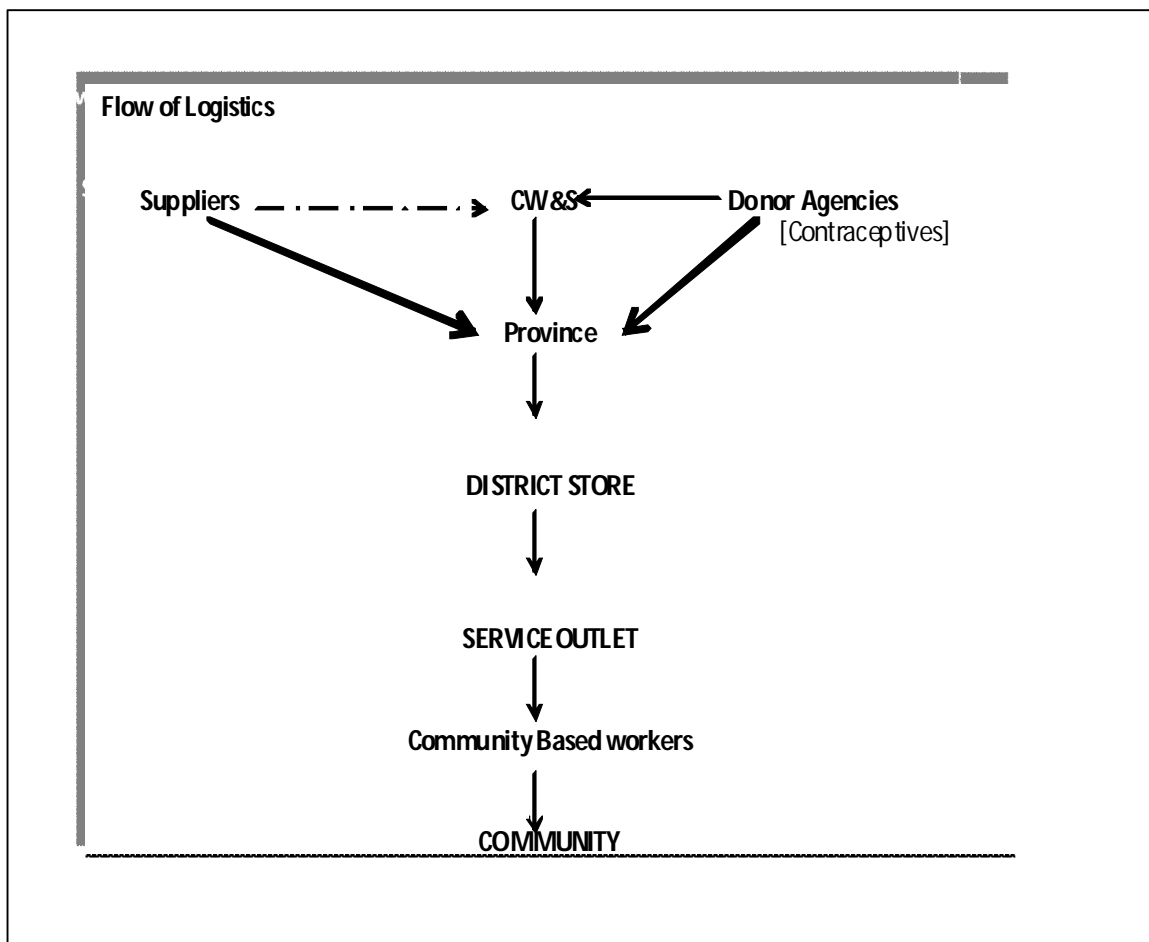 Flow of Logistics
Suppliers CW&S Donor Agencies
[Contraceptives]
Province
DISTRICT STORE
SERVICE OUTLET
Community Based workers
COMMUNITY